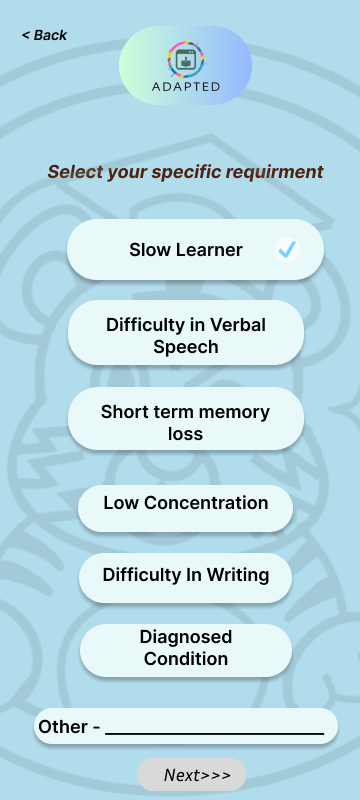 < Back
ADAPTED
Select your specific requirment
Slow Learner
Difficulty in Verbal
Speech
Short term memory
loss
Low Concentration
Difficulty In Writing
Diagnosed
Condition
Other - ____________________
Next>>>